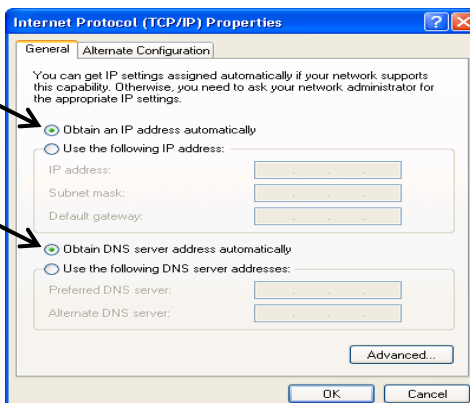 Internet Protocol (TCP/IP) Properties
General
Alternate Configuration
You can get IP settings assigned automatically if your network supports
this capability. Otherwise, you need to ask your network administrator for
the appropriate IP settings.
Obtain an IP address automatically
Use the following IP address:
IP address:
Subnet mask:
Default gateway:
Obtain DNS server address automatically
Use the following DNS server addresses:
Preferred DNS server:
Alternate DNS server:
Advanced...
OK
Cancel